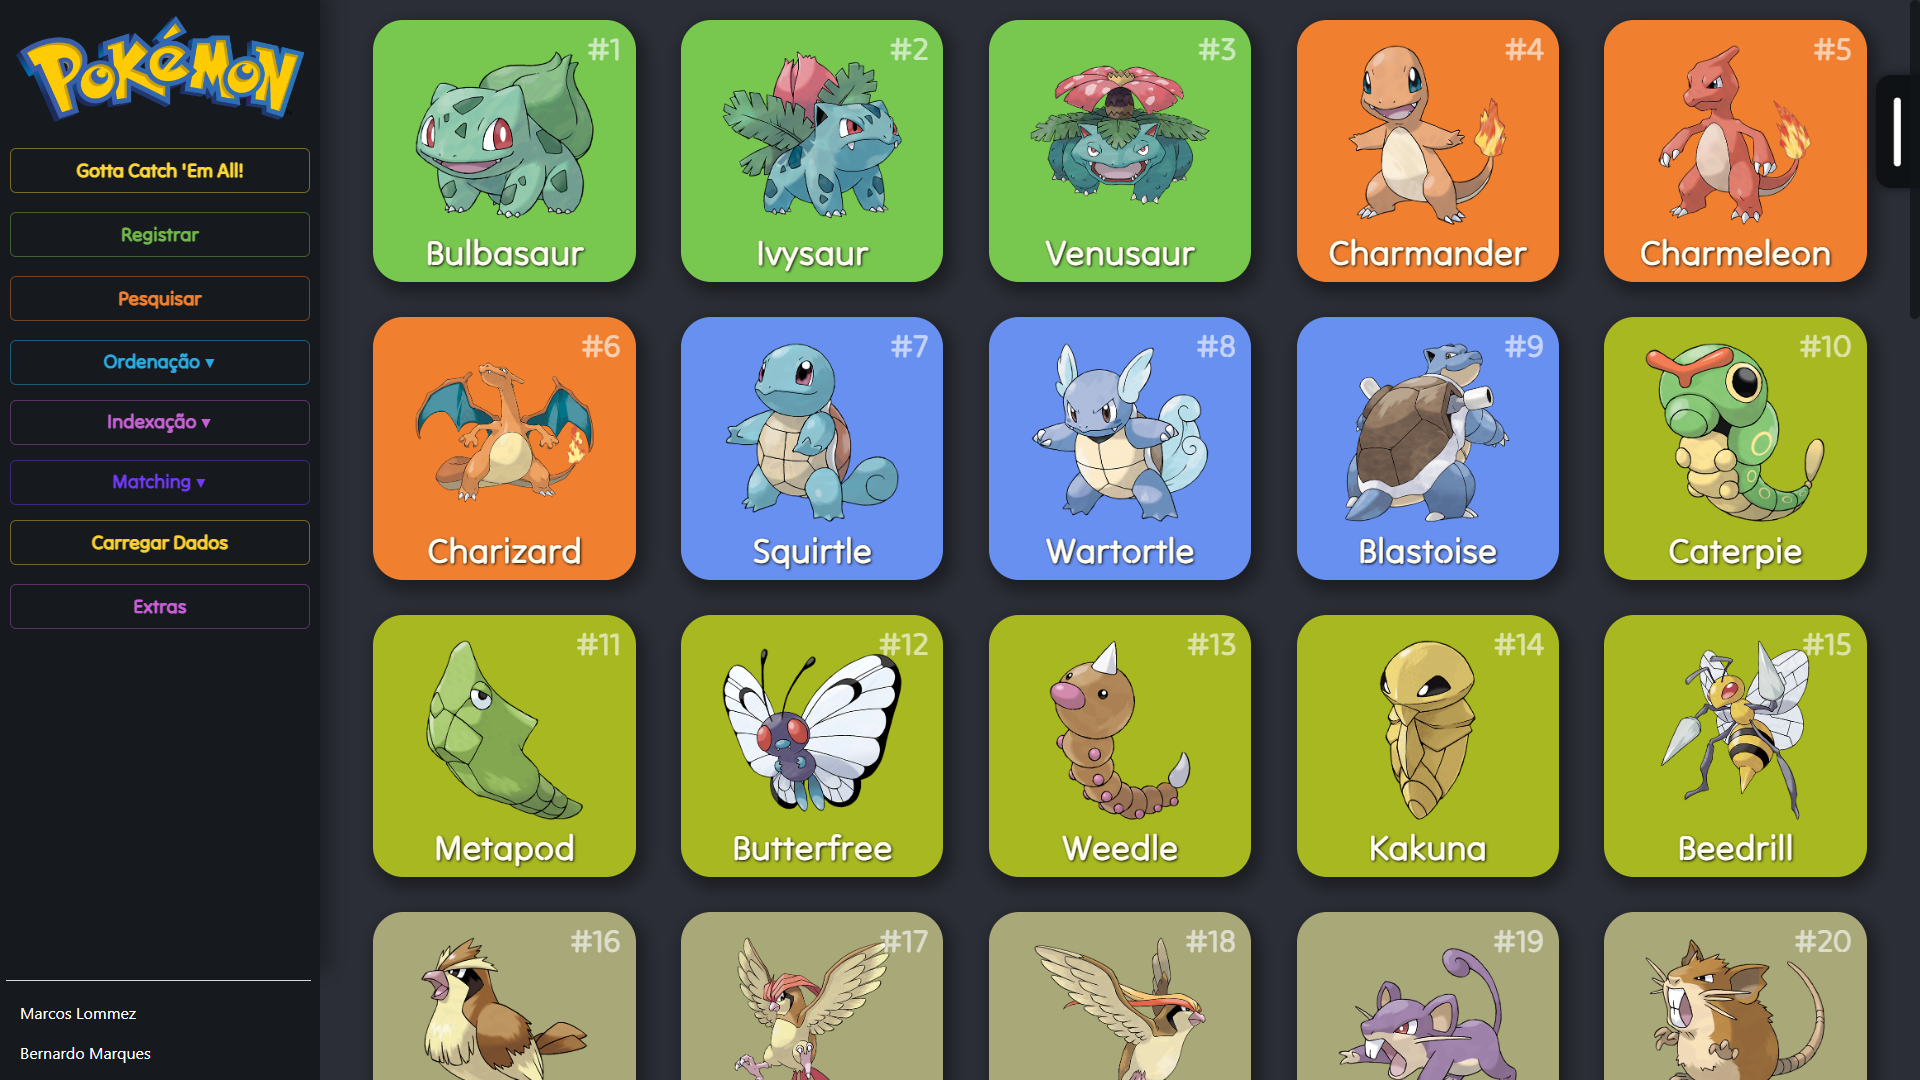 Pokémon
Gotta Catch 'Em All!
Registrar
Pesquisar
Ordenação ▾
Indexação ▾
Matching ▾
Carregar Dados
Extras
Marcos Lommez
Bernardo Marques
#1
Bulbasaur
#2
Ivysaur
#3
Venusaur
#4
Charmander
#5
Charmeleon
#6
Charizard
#7
Squirtle
#8
Wartortle
#9
Blastoise
#10
Caterpie
#11
Metapod
#12
Butterfree
#13
Weedle
#14
Kakuna
#15
Beedrill
#16
#17
#18
#19
#20